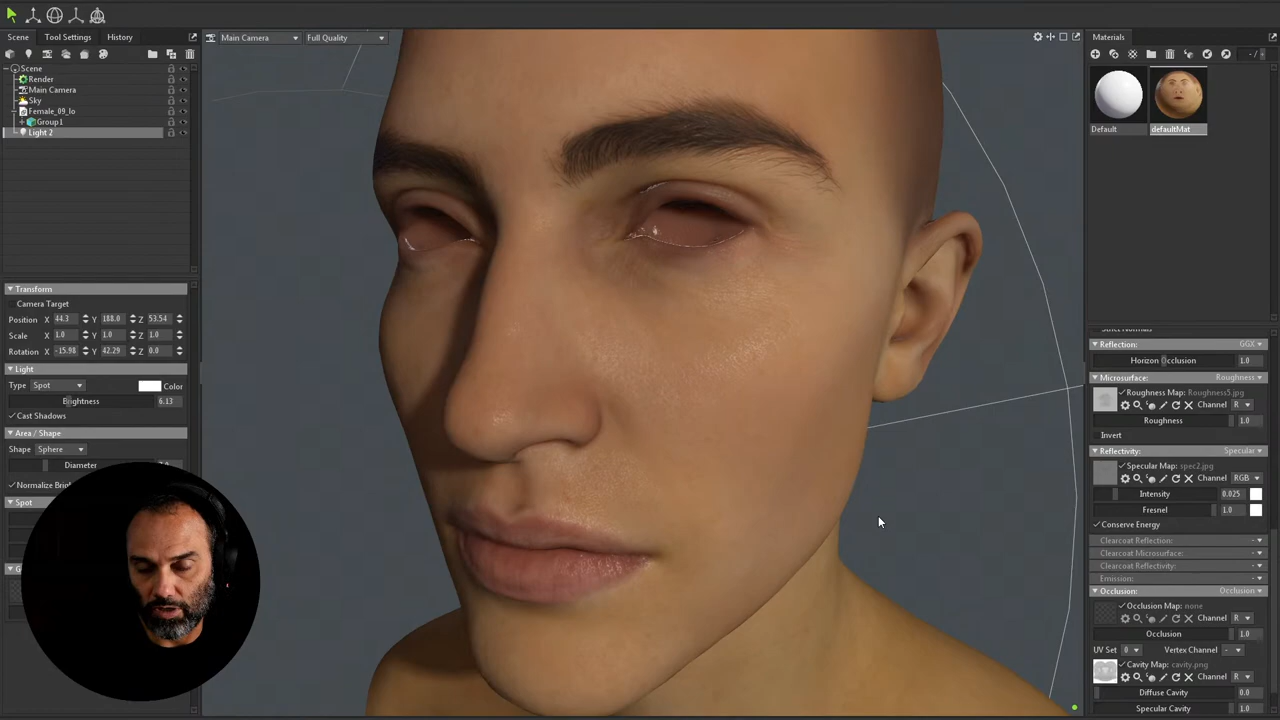 Scene Tool Settings History
Main Camera Full Quality
Materials
Scene
Render
Main Camera
Sky
Female_09_lo
Group1
Light 2
Default
defaultMat
Transform
Camera Target
Position X 44.3 Y 188.0 Z 53.54
Scale X 1.0 Y 1.0 Z 1.0
Rotation X -15.98 Y 42.29 Z 0.0
Light
Type Spot Color
Brightness 6.13
Cast Shadows
Area / Shape
Shape Sphere
Diameter
Normalize Brigh
Spot
Reflection: GGX
Horizon Occlusion 1.0
Microsurface: Roughness
Roughness Map: Roughness5.jpg
Channel R
Roughness 1.0
Invert
Reflectivity: Specular
Specular Map: spec2.jpg
Channel RGB
Intensity 0.025
Fresnel 1.0
Conserve Energy
Clearcoat Reflection: -
Clearcoat Microsurface: -
Clearcoat Reflectivity: -
Emission: -
Occlusion: Occlusion
Occlusion Map: none
Channel R
Occlusion 1.0
UV Set 0 Vertex Channel -
Cavity Map: cavity.png
Channel R
Diffuse Cavity 0.0
Specular Cavity 1.0